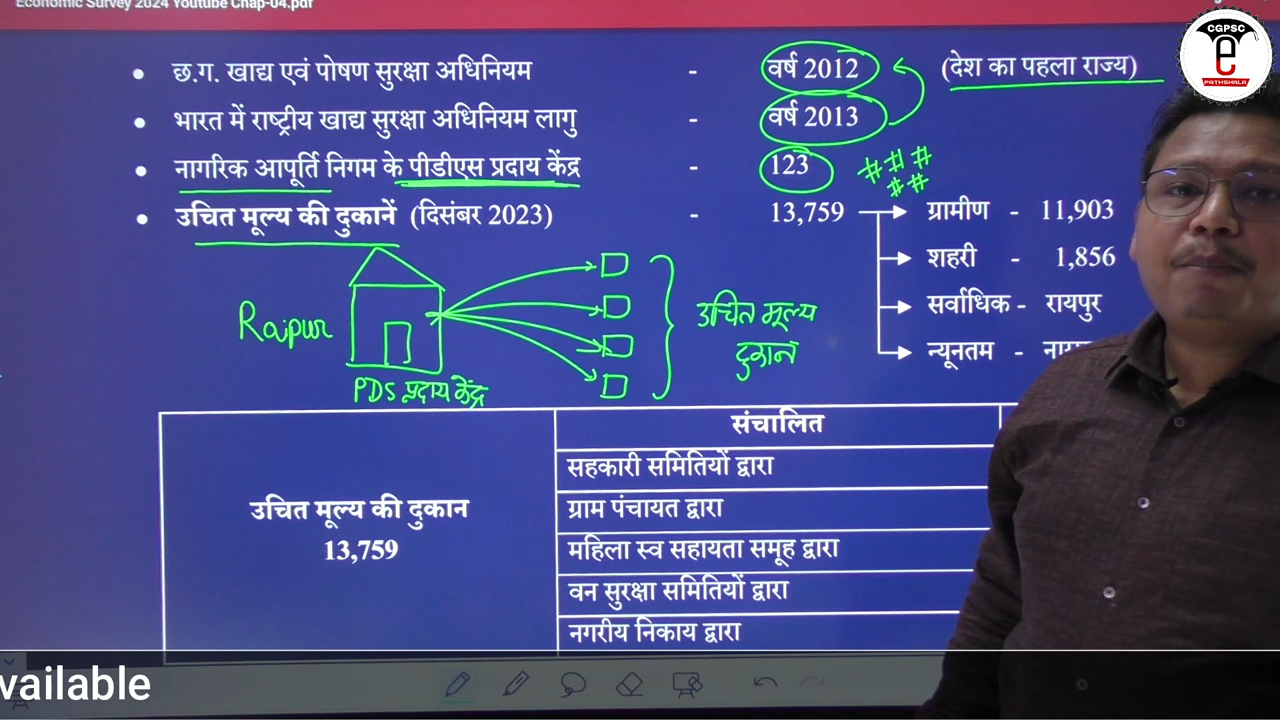 Economic Survey 2024 Youtube Chap-04.pdf
CGPSC
e
PATHSHALA
• छ.ग. खाद्य एवं पोषण सुरक्षा अधिनियम - वर्ष 2012 (देश का पहला राज्य)
• भारत में राष्ट्रीय खाद्य सुरक्षा अधिनियम लागु - वर्ष 2013
• नागरिक आपूर्ति निगम के पीडीएस प्रदाय केंद्र - 123 # # # # #
• उचित मूल्य की दुकानें (दिसंबर 2023) - 13,759 ग्रामीण - 11,903
शहरी - 1,856
सर्वाधिक - रायपुर
न्यूनतम -
Raipur
उचित मूल्य
दुकान
PDS प्रदाय केंद्र
संचालित
सहकारी समितियों द्वारा
उचित मूल्य की दुकान
13,759
ग्राम पंचायत द्वारा
महिला स्व सहायता समूह द्वारा
वन सुरक्षा समितियों द्वारा
नगरीय निकाय द्वारा
vailable